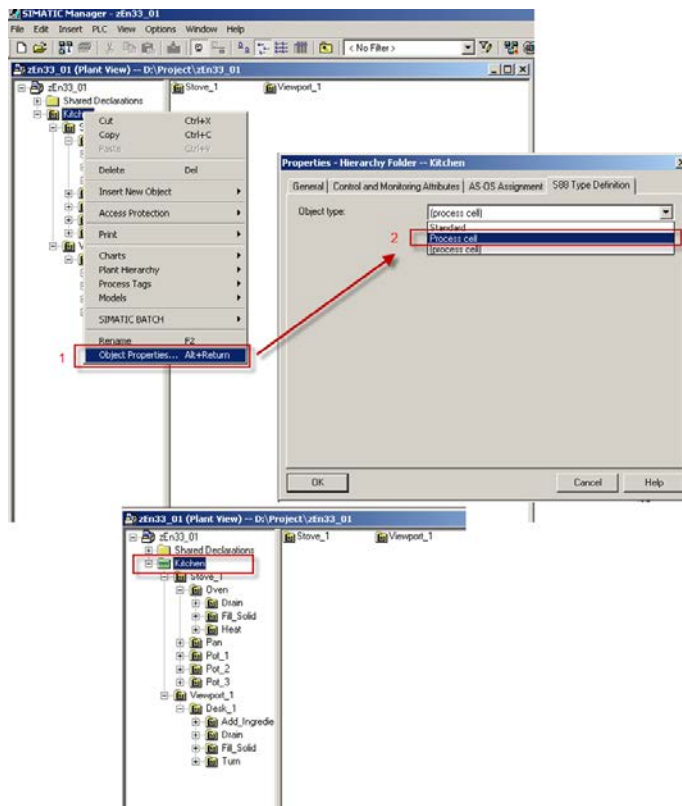 SIMATIC Manager - zEn33_01
File Edit Insert PLC View Options Window Help
< No Filter >
zEn33_01 (Plant View) -- D:\Project\zEn33_01
zEn33_01
Shared Declarations
Stove_1
Viewport_1
Cut Ctrl+X
Copy Ctrl+C
Paste Ctrl+V
Delete Del
Insert New Object
Access Protection
Print
Charts
Plant Hierarchy
Process Tags
Models
SIMATIC BATCH
Rename F2
1
Object Properties... Alt+Return
Properties - Hierarchy Folder -- Kitchen
General
Control and Monitoring Attributes
AS-OS Assignment
S88 Type Definition
Object type:
(process cell)
Standard
2
Process cell
(process cell)
OK
Cancel
Help
zEn33_01 (Plant View) -- D:\Project\zEn33_01
zEn33_01
Shared Declarations
Kitchen
Stove_1
Oven
Drain
Fill_Solid
Heat
Pan
Pot_1
Pot_2
Pot_3
Viewport_1
Desk_1
Add_Ingredie
Drain
Fill_Solid
Turn
Stove_1
Viewport_1